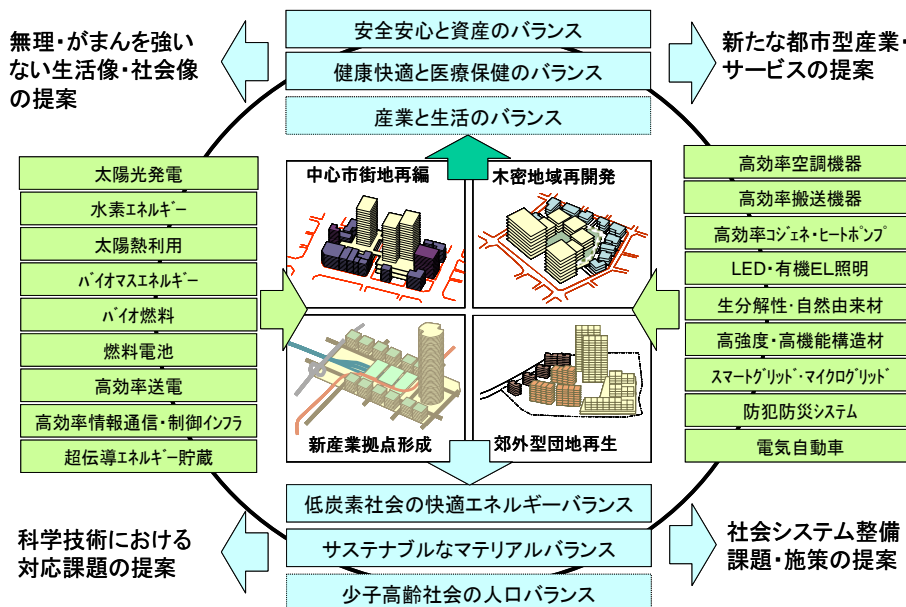 無理・がまんを強い
ない生活像・社会像
の提案
安全安心と資産のバランス
健康快適と医療保健のバランス
産業と生活のバランス
新たな都市型産業・
サービスの提案
太陽光発電
水素ｴﾈﾙｷﾞｰ
太陽熱利用
ﾊﾞｲｵﾏｽｴﾈﾙｷﾞｰ
ﾊﾞｲｵ燃料
燃料電池
高効率送電
高効率情報通信・制御ｲﾝﾌﾗ
超伝導ｴﾈﾙｷﾞｰ貯蔵
中心市街地再編
木密地域再開発
新産業拠点形成
郊外型団地再生
高効率空調機器
高効率搬送機器
高効率ｺｼﾞｪﾈ・ﾋｰﾄﾎﾟﾝﾌﾟ
LED・有機EL照明
生分解性・自然由来材
高強度・高機能構造材
ｽﾏｰﾄｸﾞﾘｯﾄﾞ・ﾏｲｸﾛｸﾞﾘｯﾄﾞ
防犯防災システム
電気自動車
低炭素社会の快適エネルギーバランス
サステナブルなマテリアルバランス
少子高齢社会の人口バランス
科学技術における
対応課題の提案
社会システム整備
課題・施策の提案